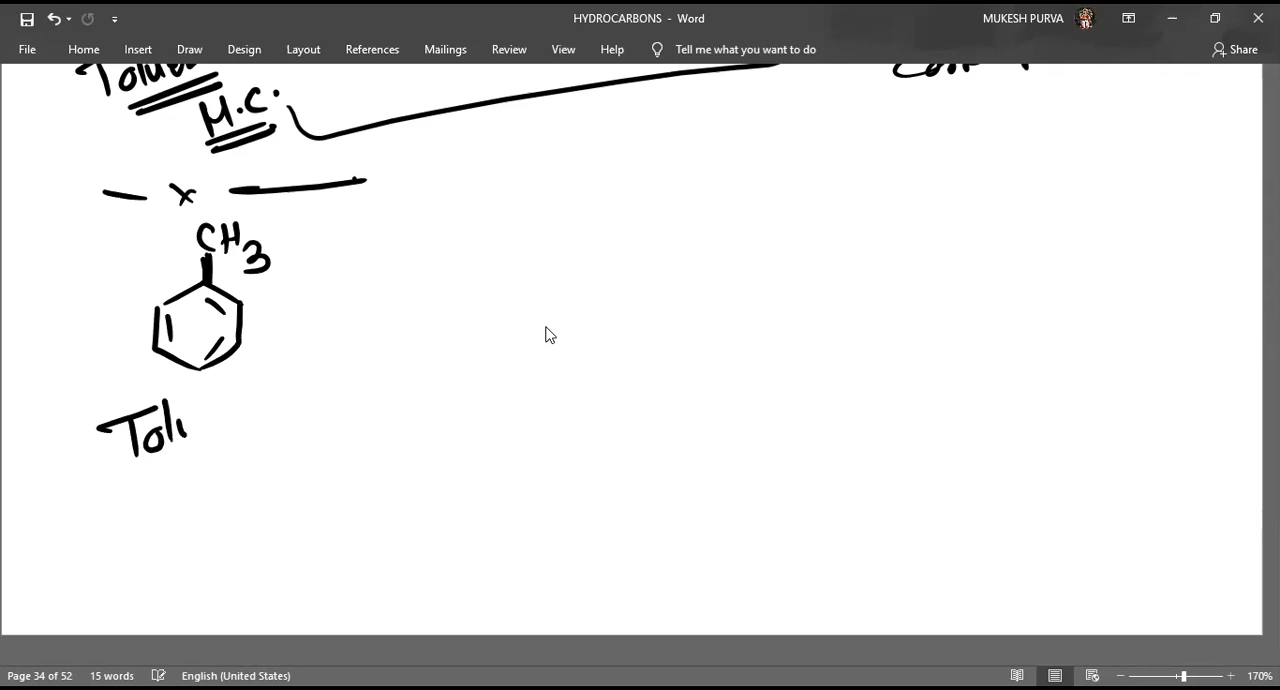 HYDROCARBONS - Word
MUKESH PURVA
File Home Insert Draw Design Layout References Mailings Review View Help Tell me what you want to do Share
M.C.
x
CH3
Tolu
Page 34 of 52 15 words English (United States) 170%